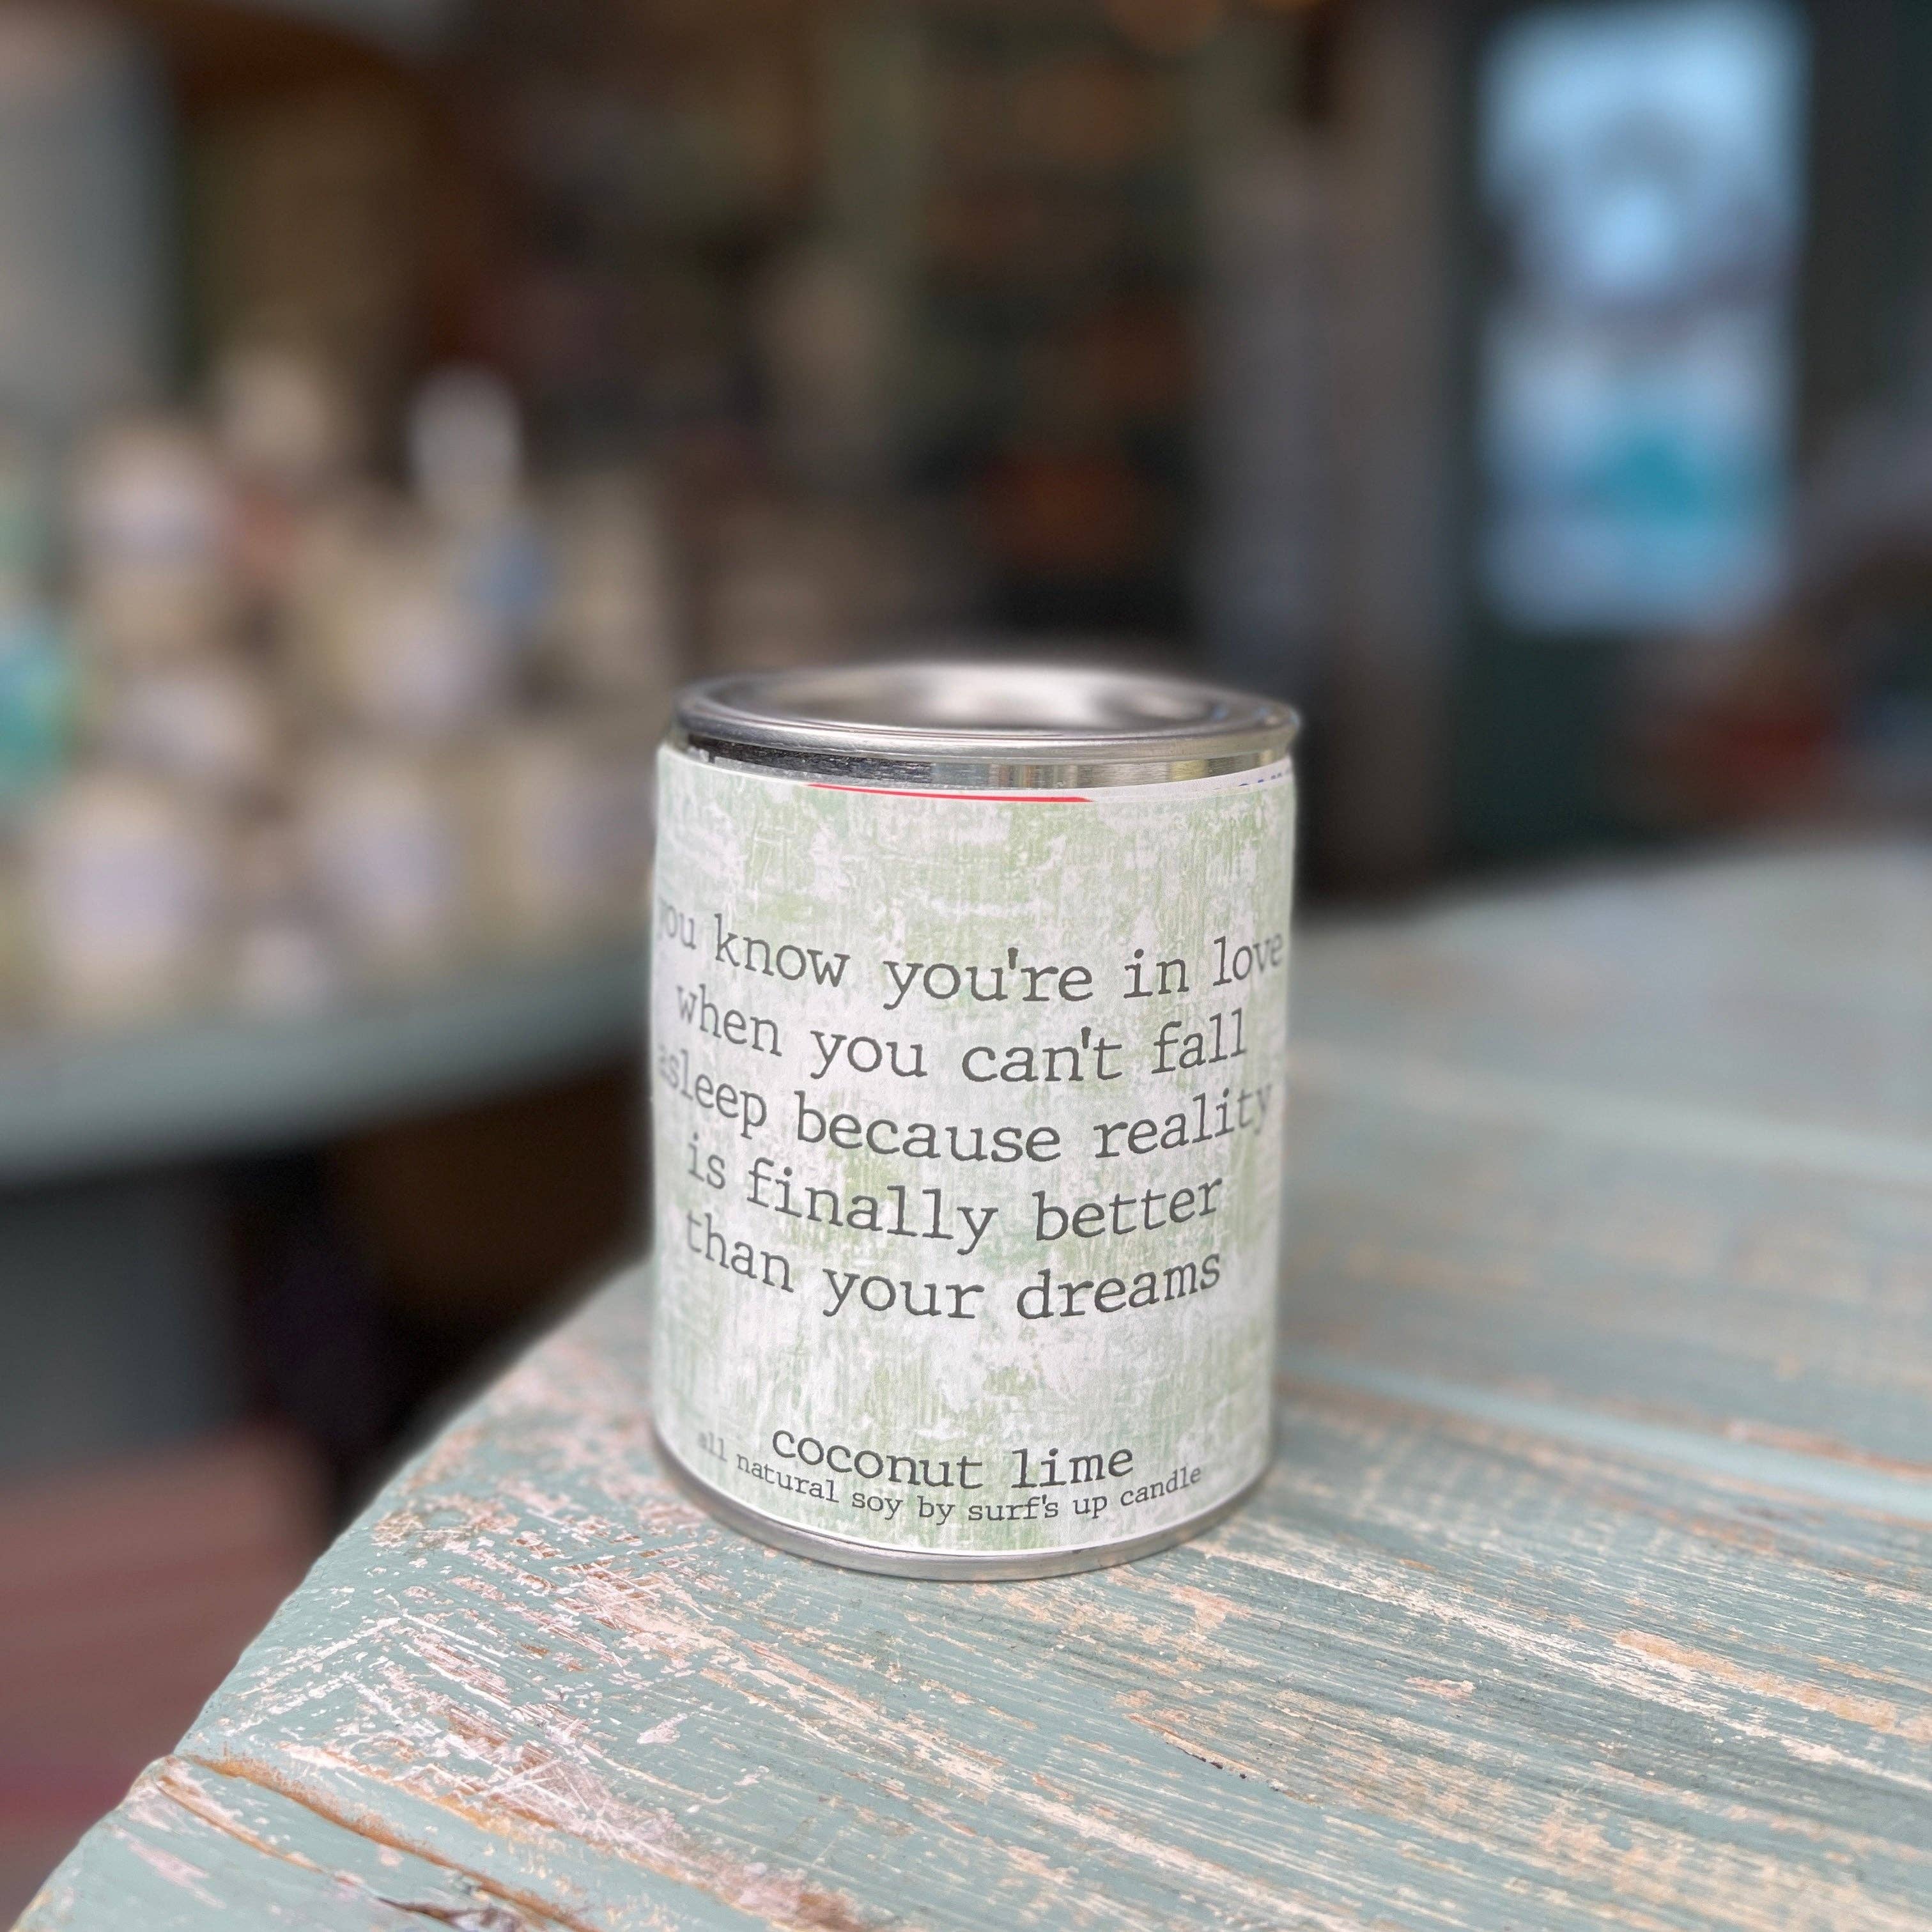 you know you're in love
when you can't fall
asleep because reality
is finally better
than your dreams
coconut lime
all natural soy by surf's up candle